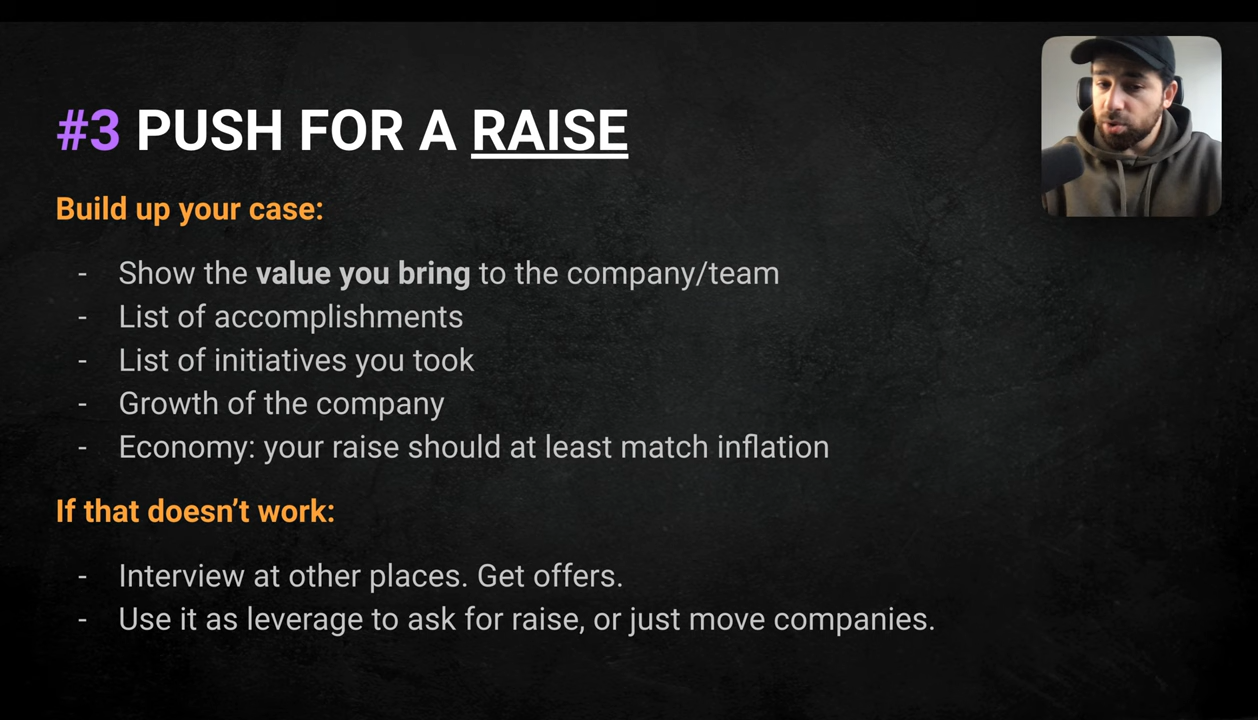 #3 PUSH FOR A RAISE
Build up your case:
- Show the value you bring to the company/team
- List of accomplishments
- List of initiatives you took
- Growth of the company
- Economy: your raise should at least match inflation
If that doesn’t work:
- Interview at other places. Get offers.
- Use it as leverage to ask for raise, or just move companies.